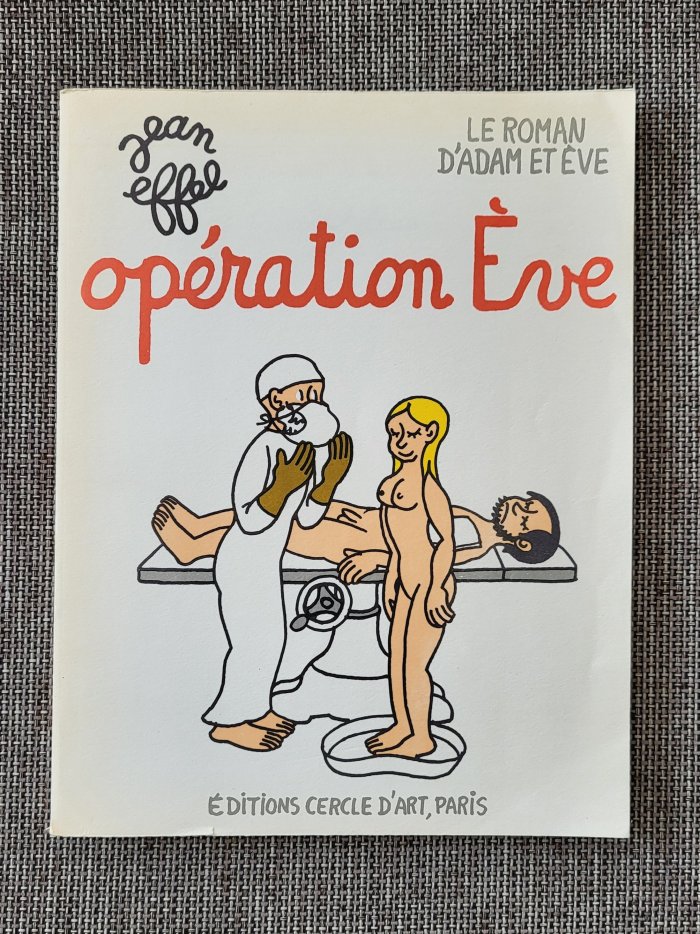 jean
effel
LE ROMAN
D'ADAM ET ÈVE
opération Ève
ÉDITIONS CERCLE D'ART, PARIS